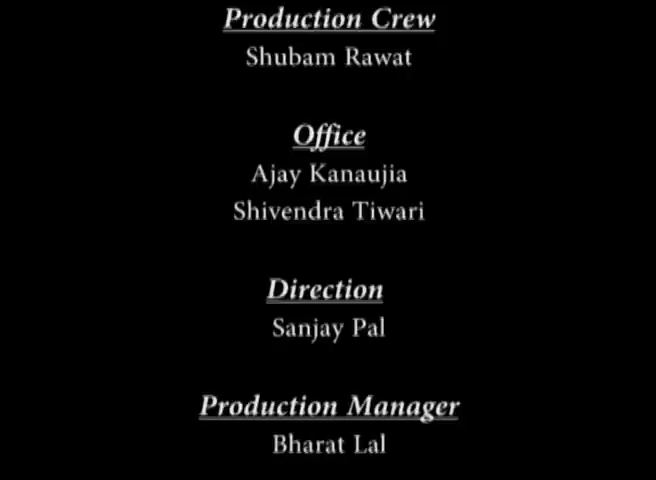 Production Crew
Shubam Rawat
Office
Ajay Kanaujia
Shivendra Tiwari
Direction
Sanjay Pal
Production Manager
Bharat Lal